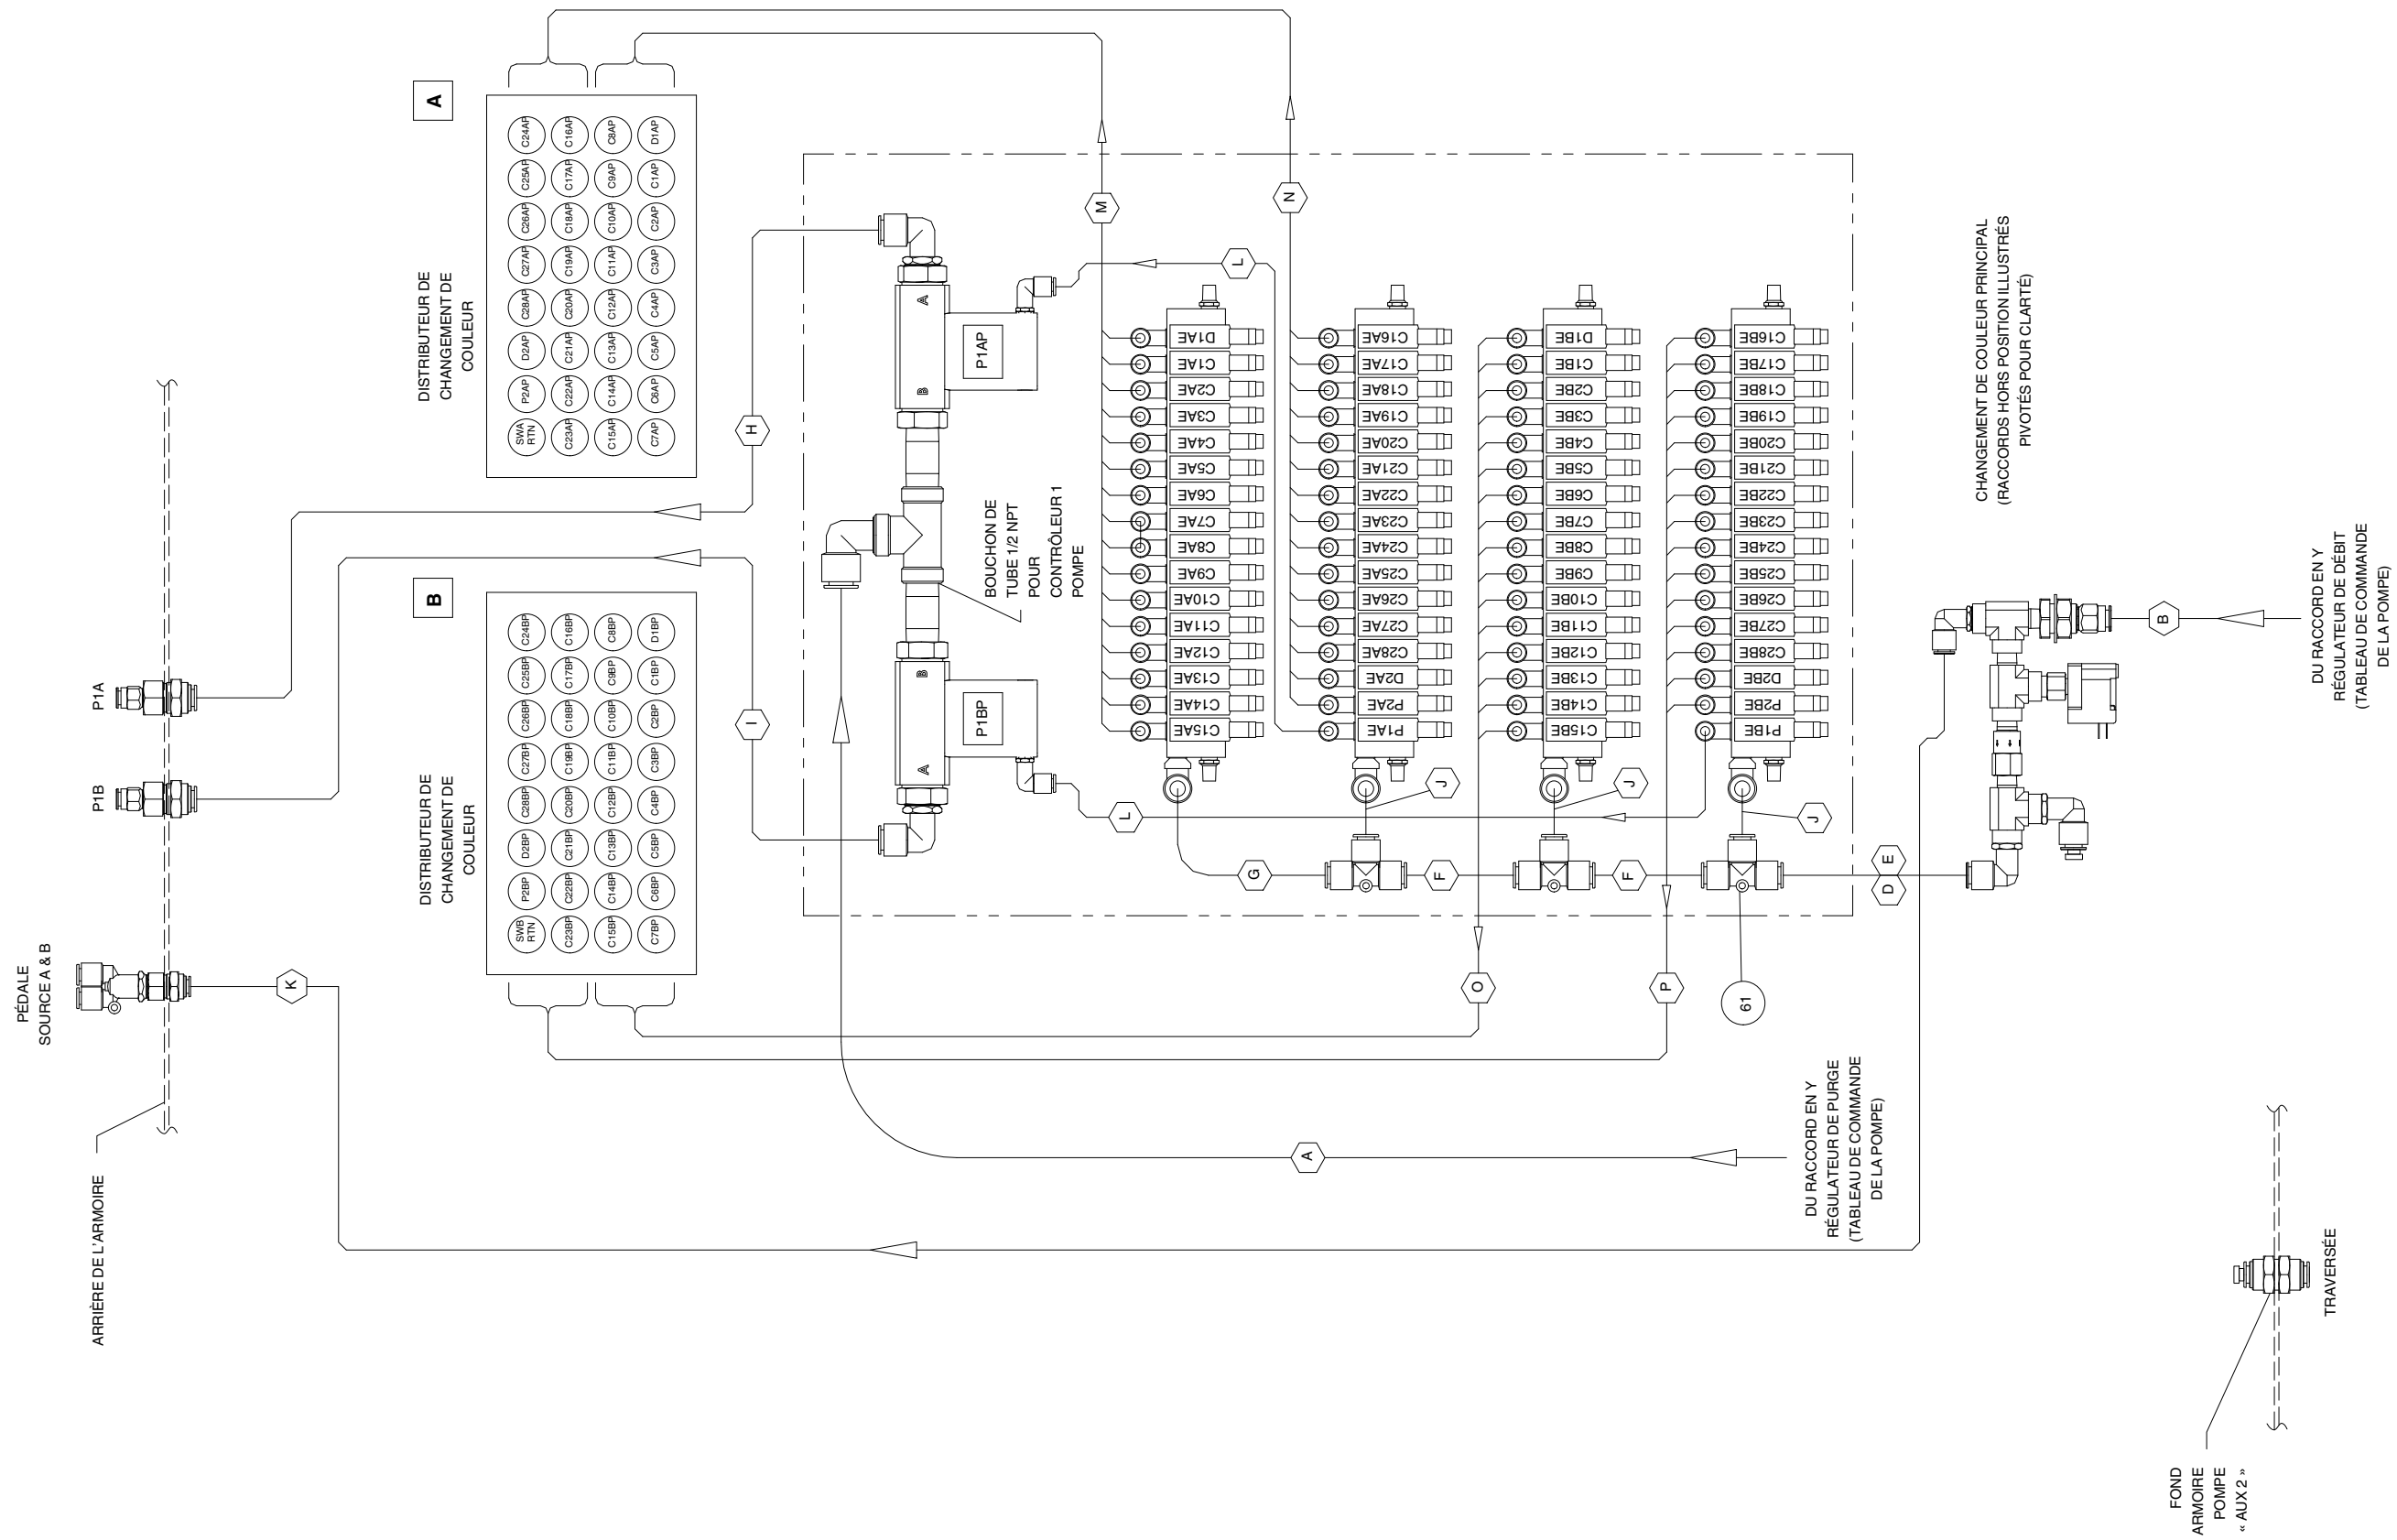 PÉDALE
SOURCE A & B
P1B
P1A
ARRIÈRE DE L'ARMOIRE
K
DISTRIBUTEUR DE
CHANGEMENT DE
COULEUR
B
SWB
RTN
P2BP
D2BP
C28BP
C27BP
C26BP
C25BP
C24BP
C23BP
C22BP
C21BP
C20BP
C19BP
C18BP
C17BP
C16BP
C15BP
C14BP
C13BP
C12BP
C11BP
C10BP
C9BP
C8BP
C7BP
C6BP
C5BP
C4BP
C3BP
C2BP
C1BP
D1BP
DISTRIBUTEUR DE
CHANGEMENT DE
COULEUR
A
SWA
RTN
P2AP
D2AP
C28AP
C27AP
C26AP
C25AP
C24AP
C23AP
C22AP
C21AP
C20AP
C19AP
C18AP
C17AP
C16AP
C15AP
C14AP
C13AP
C12AP
C11AP
C10AP
C9AP
C8AP
C7AP
C6AP
C5AP
C4AP
C3AP
C2AP
C1AP
D1AP
I
H
A
B
B
A
P1BP
P1AP
BOUCHON DE
TUBE 1/2 NPT
POUR
CONTRÔLEUR 1
POMPE
L
M
L
N
C15AE
C14AE
C13AE
C12AE
C11AE
C10AE
C9AE
C8AE
C7AE
C6AE
C5AE
C4AE
C3AE
C2AE
C1AE
D1AE
G
A
P1AE
P2AE
D2AE
C28AE
C27AE
C26AE
C25AE
C24AE
C23AE
C22AE
C21AE
C20AE
C19AE
C18AE
C17AE
C16AE
F
J
O
C15BE
C14BE
C13BE
C12BE
C11BE
C10BE
C9BE
C8BE
C7BE
C6BE
C5BE
C4BE
C3BE
C2BE
C1BE
D1BE
F
J
P
P1BE
P2BE
D2BE
C28BE
C27BE
C26BE
C25BE
C24BE
C23BE
C22BE
C21BE
C20BE
C19BE
C18BE
C17BE
C16BE
61
J
DU RACCORD EN Y
RÉGULATEUR DE PURGE
(TABLEAU DE COMMANDE
DE LA POMPE)
D
E
CHANGEMENT DE COULEUR PRINCIPAL
(RACCORDS HORS POSITION ILLUSTRÉS
PIVOTÉS POUR CLARTÉ)
B
DU RACCORD EN Y
RÉGULATEUR DE DÉBIT
(TABLEAU DE COMMANDE
DE LA POMPE)
FOND
ARMOIRE
POMPE
« AUX 2 »
TRAVERSÉE